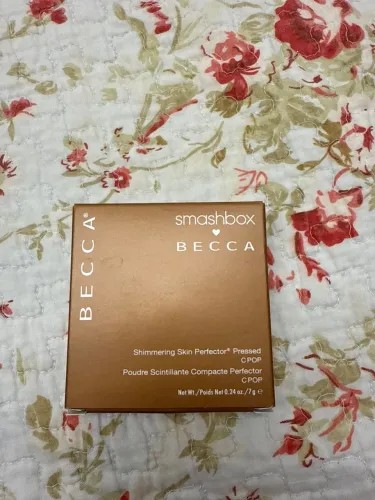 BECCA®
smashbox
♥
BECCA
Shimmering Skin Perfector® Pressed
C POP
Poudre Scintillante Compacte Perfector
C POP
Net Wt./Poids Net 0.24 oz./7 g ℮